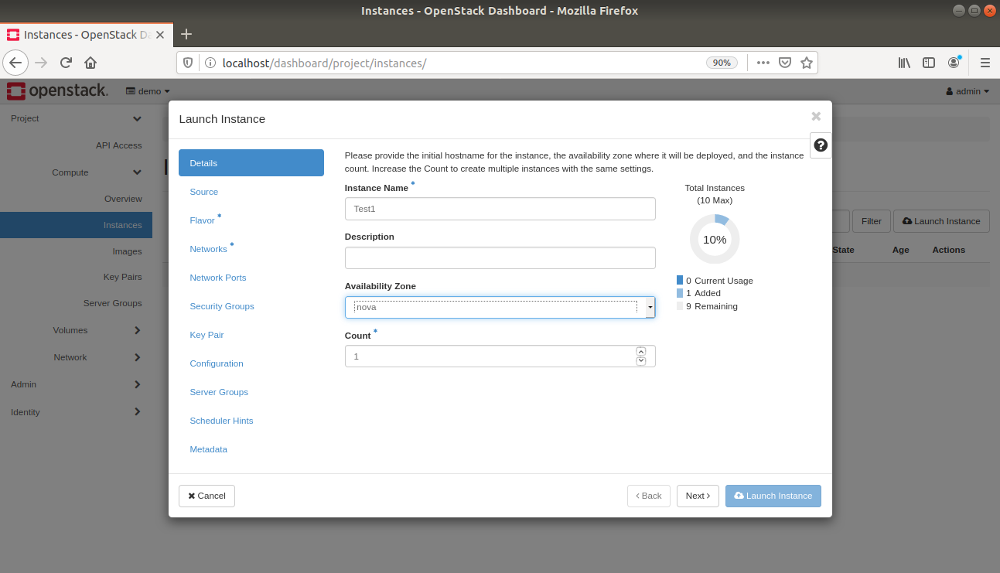 Instances - OpenStack Dashboard - Mozilla Firefox
Instances - OpenStack Da
localhost/dashboard/project/instances/
90%
openstack.
demo
admin
Project
API Access
Compute
Overview
Instances
Images
Key Pairs
Server Groups
Volumes
Network
Admin
Identity
Filter
Launch Instance
State
Age
Actions
Launch Instance
Details
Source
Flavor *
Networks *
Network Ports
Security Groups
Key Pair
Configuration
Server Groups
Scheduler Hints
Metadata
Please provide the initial hostname for the instance, the availability zone where it will be deployed, and the instance
count. Increase the Count to create multiple instances with the same settings.
Instance Name *
Test1
Description
Availability Zone
nova
Count *
1
Total Instances
(10 Max)
10%
0 Current Usage
1 Added
9 Remaining
Cancel
Back
Next
Launch Instance